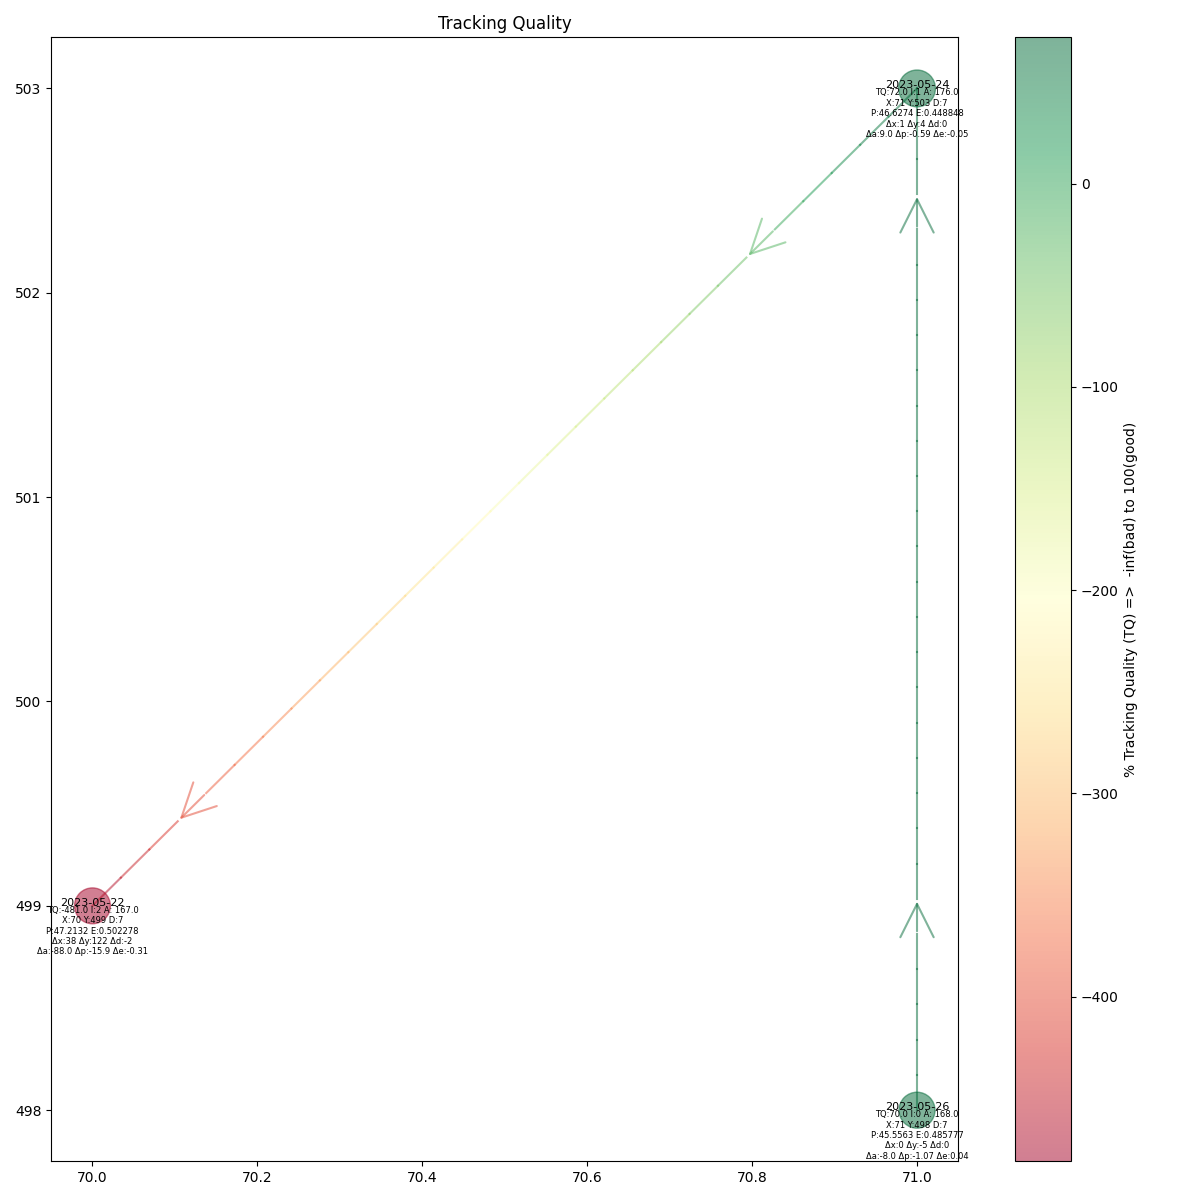 Tracking Quality
503
502
501
500
499
498
70.0
70.2
70.4
70.6
70.8
71.0
2023-05-24
TQ:72.0 I:1 A: 176.0
X:71 Y:503 D:7
P:46.6274 E:0.448848
Δx:1 Δy:4 Δd:0
Δa:9.0 Δp:-0.59 Δe:-0.05
2023-05-22
TQ:-481.0 I:2 A: 167.0
X:70 Y:499 D:7
P:47.2132 E:0.502278
Δx:38 Δy:122 Δd:-2
Δa:-88.0 Δp:-15.9 Δe:-0.31
2023-05-26
TQ:70.0 I:0 A: 168.0
X:71 Y:498 D:7
P:45.5563 E:0.485777
Δx:0 Δy:-5 Δd:0
Δa:-8.0 Δp:-1.07 Δe:0.04
0
−100
−200
−300
−400
% Tracking Quality (TQ) => -inf(bad) to 100(good)